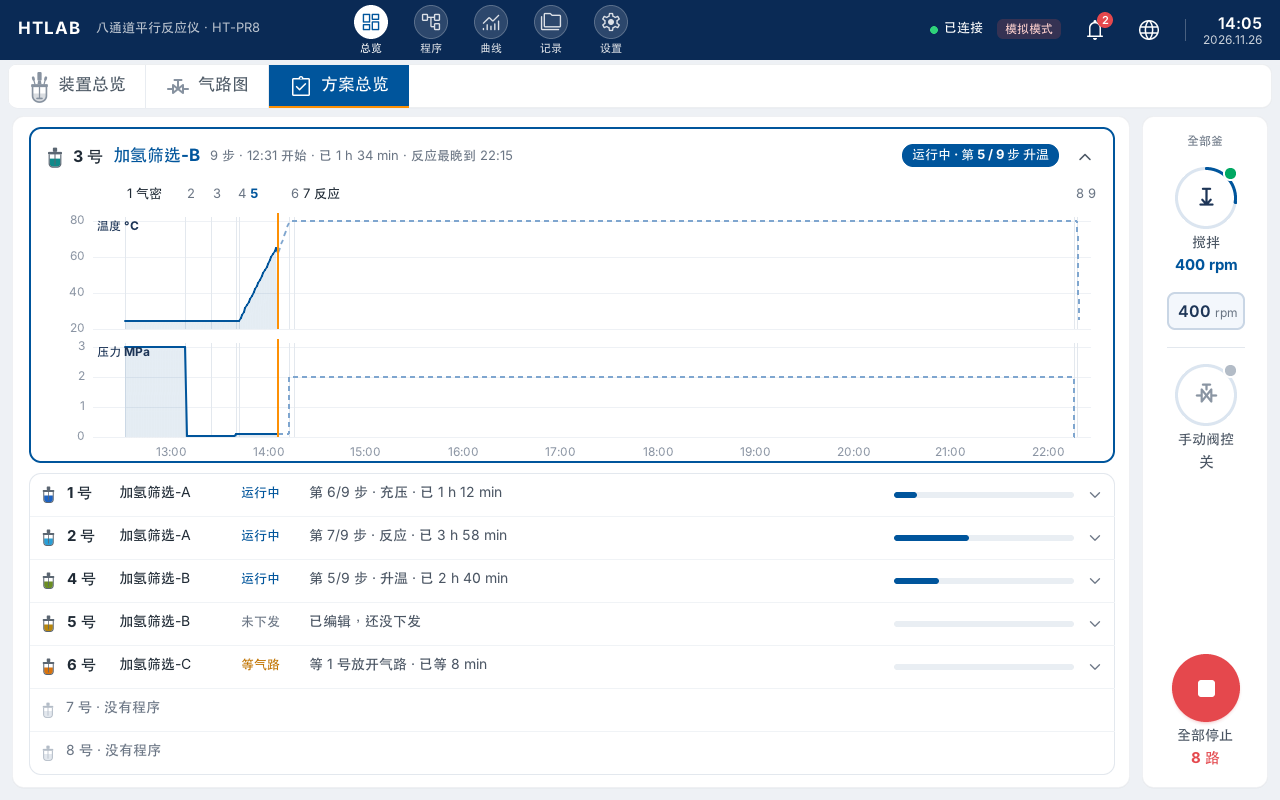 HTLAB 八通道平行反应仪 · HT-PR8
总览 程序 曲线 记录 设置
已连接 模拟模式 2 14:05
2026.11.26
装置总览 气路图 方案总览
3 号 加氢筛选-B 9 步 · 12:31 开始 · 已 1 h 34 min · 反应最晚到 22:15 运行中 · 第 5 / 9 步 升温
1 气密 2 3 4 5 6 7 反应 8 9
温度 °C
80
60
40
20
压力 MPa
3
2
1
0
13:00 14:00 15:00 16:00 17:00 18:00 19:00 20:00 21:00 22:00
1 号 加氢筛选-A 运行中 第 6/9 步 · 充压 · 已 1 h 12 min
2 号 加氢筛选-A 运行中 第 7/9 步 · 反应 · 已 3 h 58 min
4 号 加氢筛选-B 运行中 第 5/9 步 · 升温 · 已 2 h 40 min
5 号 加氢筛选-B 未下发 已编辑，还没下发
6 号 加氢筛选-C 等气路 等 1 号放开气路 · 已等 8 min
7 号 · 没有程序
8 号 · 没有程序
全部釜
搅拌
400 rpm
400 rpm
手动阀控
关
全部停止
8 路